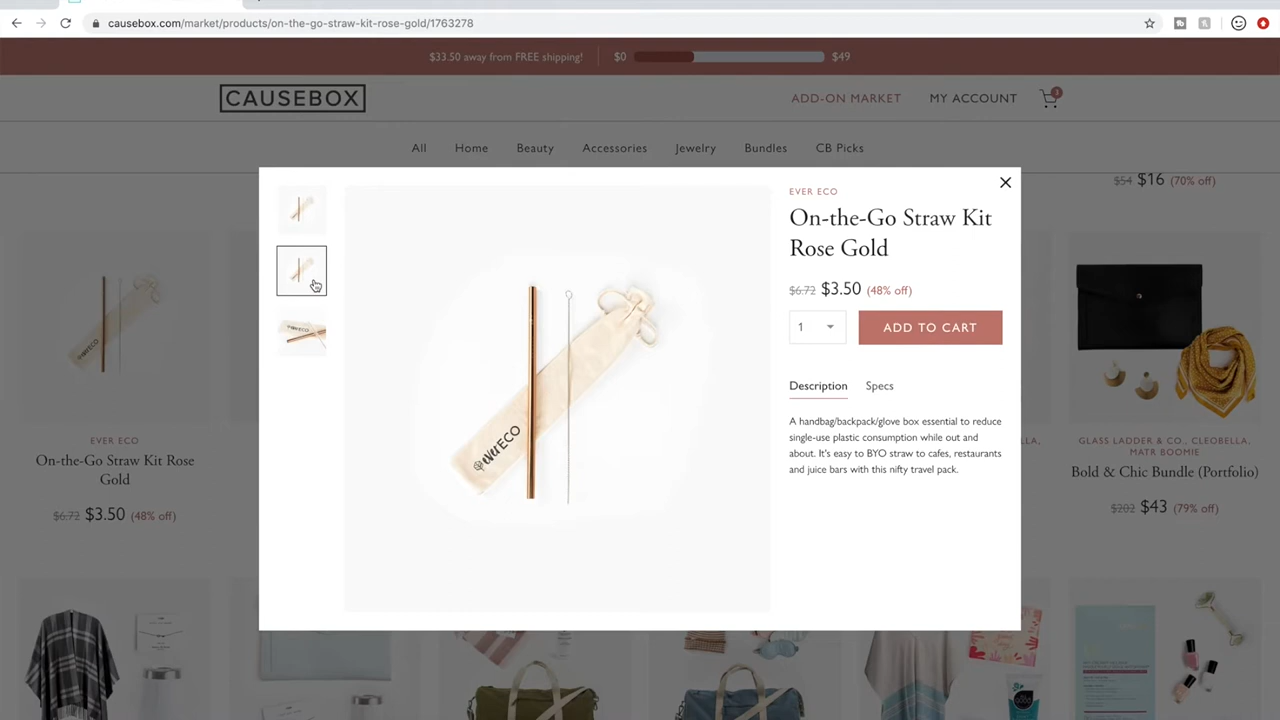 causebox.com/market/products/on-the-go-straw-kit-rose-gold/1763278
$33.50 away from FREE shipping! $0 $49
CAUSEBOX
ADD-ON MARKET MY ACCOUNT 3
All Home Beauty Accessories Jewelry Bundles CB Picks
$54 $16 (70% off)
EVER ECO
On-the-Go Straw Kit
Rose Gold
$6.72 $3.50 (48% off)
1 ADD TO CART
Description Specs
A handbag/backpack/glove box essential to reduce
single-use plastic consumption while out and
about. It's easy to BYO straw to cafes, restaurants
and juice bars with this nifty travel pack.
ever ECO
EVER ECO
On-the-Go Straw Kit Rose
Gold
$6.72 $3.50 (48% off)
GLASS LADDER & CO., CLEOBELLA,
MATR BOOMIE
Bold & Chic Bundle (Portfolio)
$202 $43 (79% off)